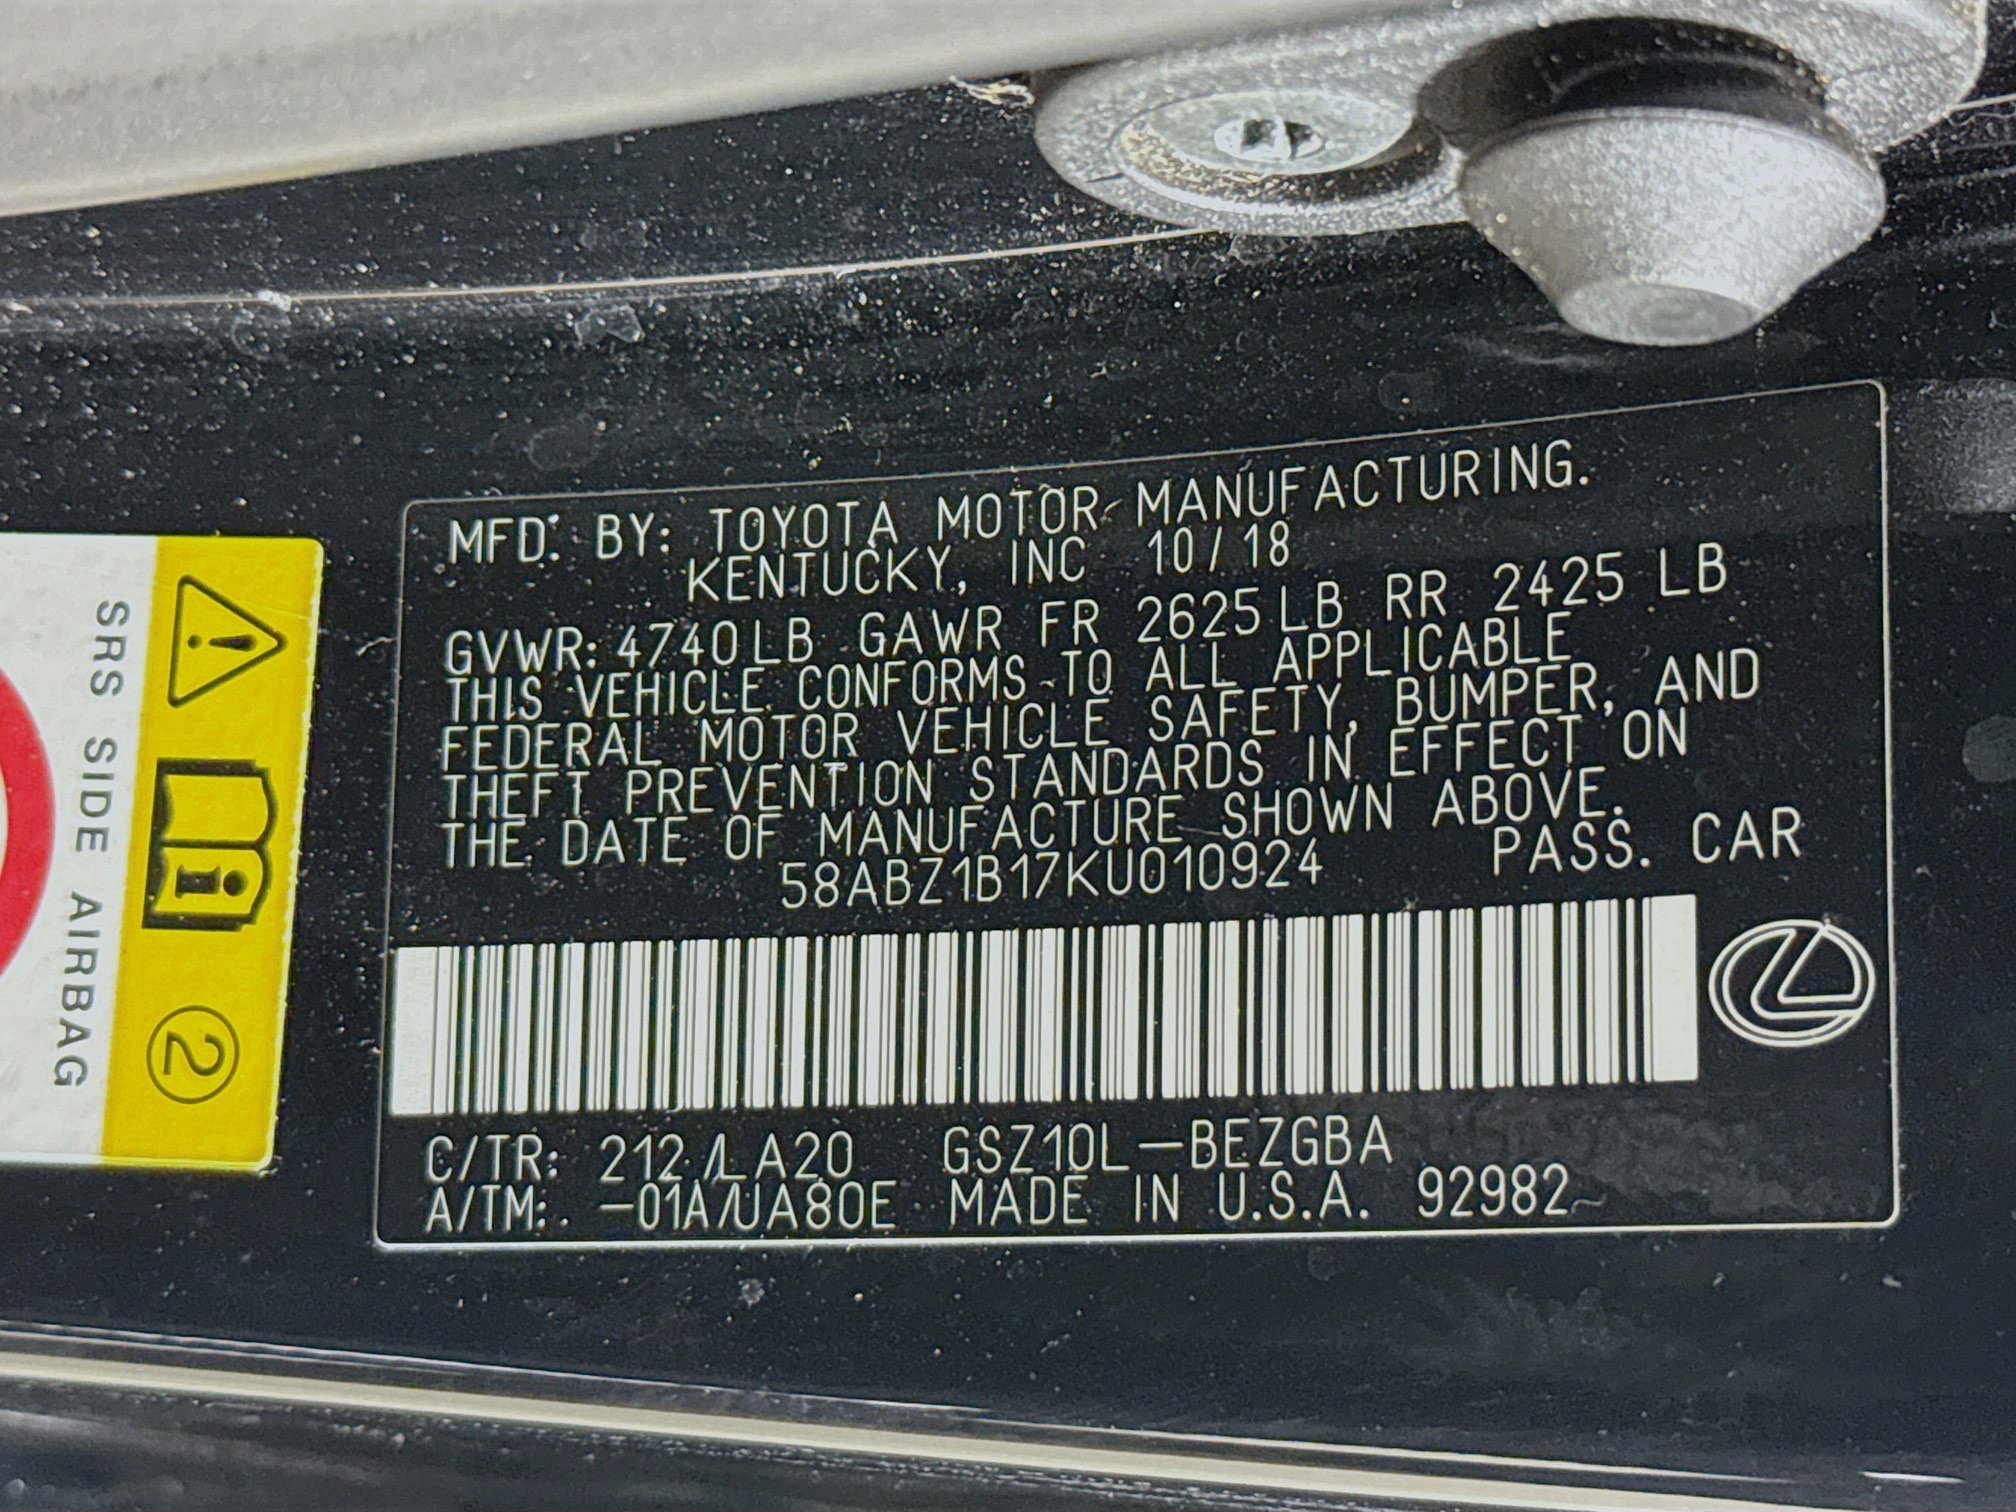 MFD. BY: TOYOTA MOTOR MANUFACTURING.
KENTUCKY, INC 10/18
GVWR: 4740LB GAWR FR 2625LB RR 2425 LB
THIS VEHICLE CONFORMS TO ALL APPLICABLE
FEDERAL MOTOR VEHICLE SAFETY, BUMPER, AND
THEFT PREVENTION STANDARDS IN EFFECT ON
THE DATE OF MANUFACTURE SHOWN ABOVE.
58ABZ1B17KU010924 PASS. CAR
C/TR: 212/LA20 GSZ10L-BEZGBA
A/TM: -01A/UA80E MADE IN U.S.A. 92982
SRS SIDE AIRBAG
2